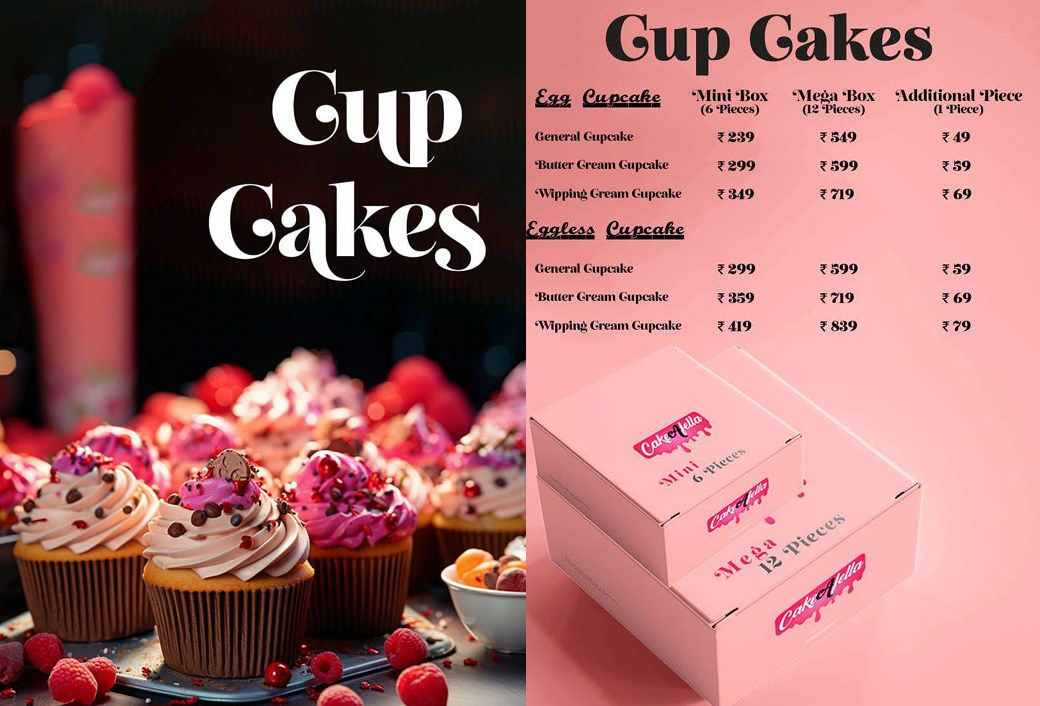 Cup
Cakes
Cup Cakes
Egg Cupcake Mini Box Mega Box Additional Piece
(6 Pieces) (12 Pieces) (1 Piece)
General Cupcake ₹ 239 ₹ 549 ₹ 49
Butter Cream Cupcake ₹ 299 ₹ 599 ₹ 59
Wipping Cream Cupcake ₹ 349 ₹ 719 ₹ 69
Eggless Cupcake
General Cupcake ₹ 299 ₹ 599 ₹ 59
Butter Cream Cupcake ₹ 359 ₹ 719 ₹ 69
Wipping Cream Cupcake ₹ 419 ₹ 839 ₹ 79
CakeAfella
Mini
6 Pieces
CakeAfella
Mega
12 Pieces
CakeAfella